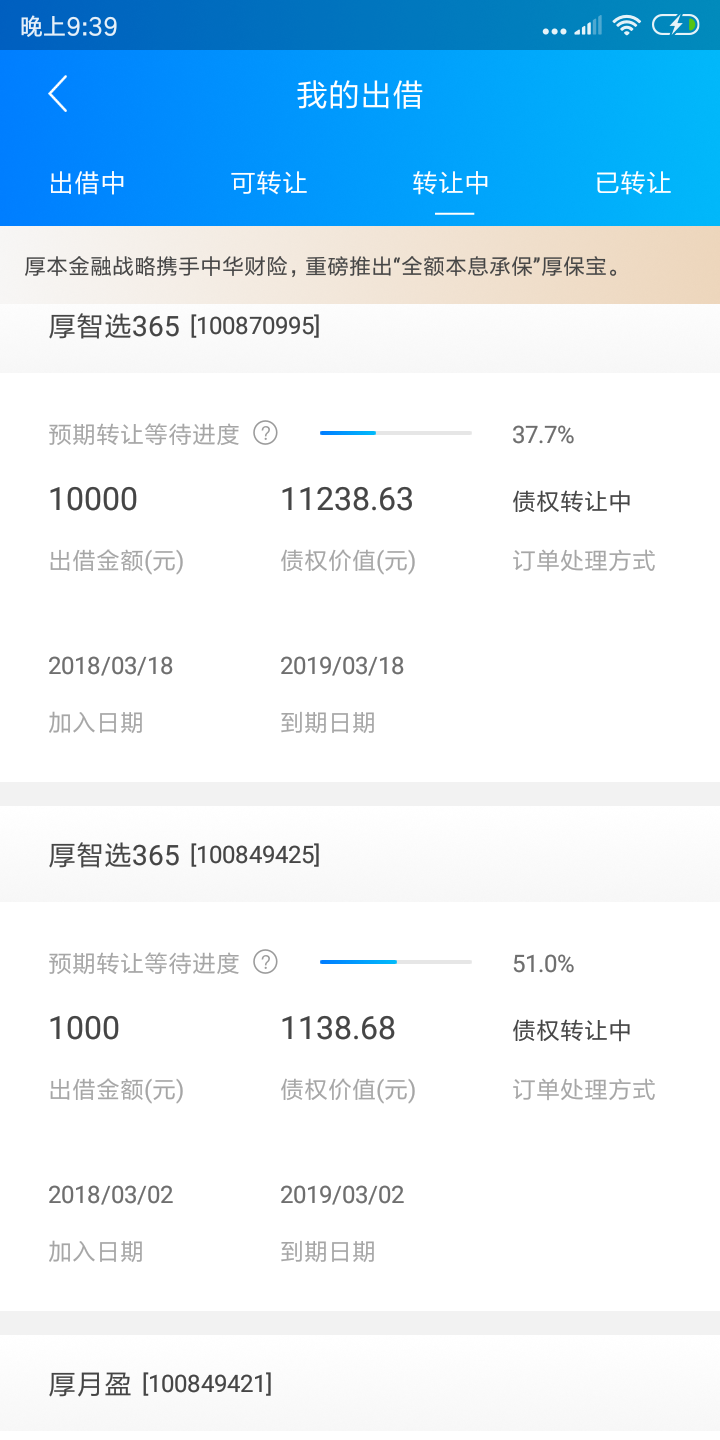 晚上9:39
我的出借
出借中 可转让 转让中 已转让
厚本金融战略携手中华财险，重磅推出“全额本息承保”厚保宝。
厚智选365 [100870995]
预期转让等待进度 ? 37.7%
10000 11238.63 债权转让中
出借金额(元) 债权价值(元) 订单处理方式
2018/03/18 2019/03/18
加入日期 到期日期
厚智选365 [100849425]
预期转让等待进度 ? 51.0%
1000 1138.68 债权转让中
出借金额(元) 债权价值(元) 订单处理方式
2018/03/02 2019/03/02
加入日期 到期日期
厚月盈 [100849421]